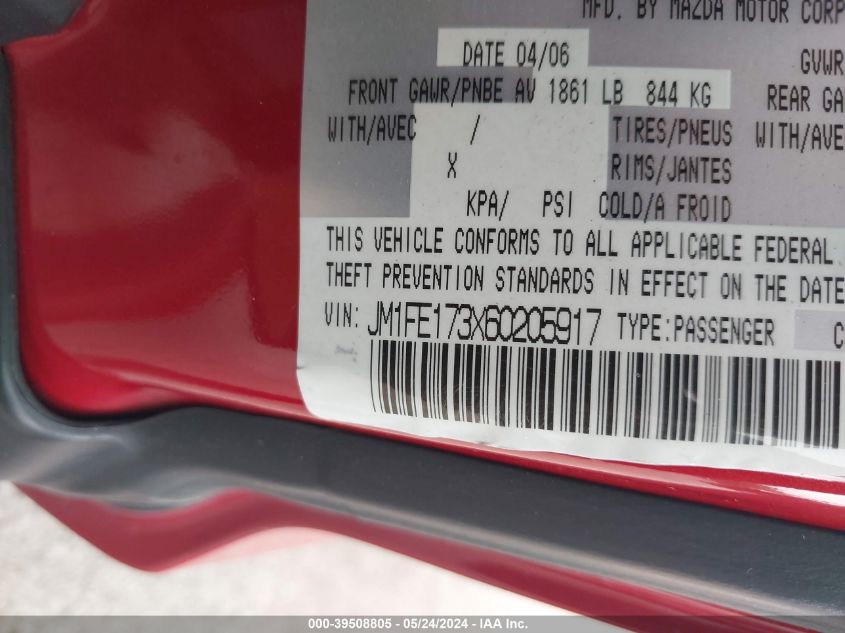 MFD. BY MAZDA MOTOR CORP
DATE 04/06 GVWR
FRONT GAWR/PNBE AV 1861 LB 844 KG REAR GA
WITH/AVEC / TIRES/PNEUS WITH/AVE
X RIMS/JANTES
KPA/ PSI COLD/A FROID
THIS VEHICLE CONFORMS TO ALL APPLICABLE FEDERAL
THEFT PREVENTION STANDARDS IN EFFECT ON THE DATE
VIN: JM1FE173X60205917 TYPE:PASSENGER C
000-39508805 - 05/24/2024 - IAAI.com